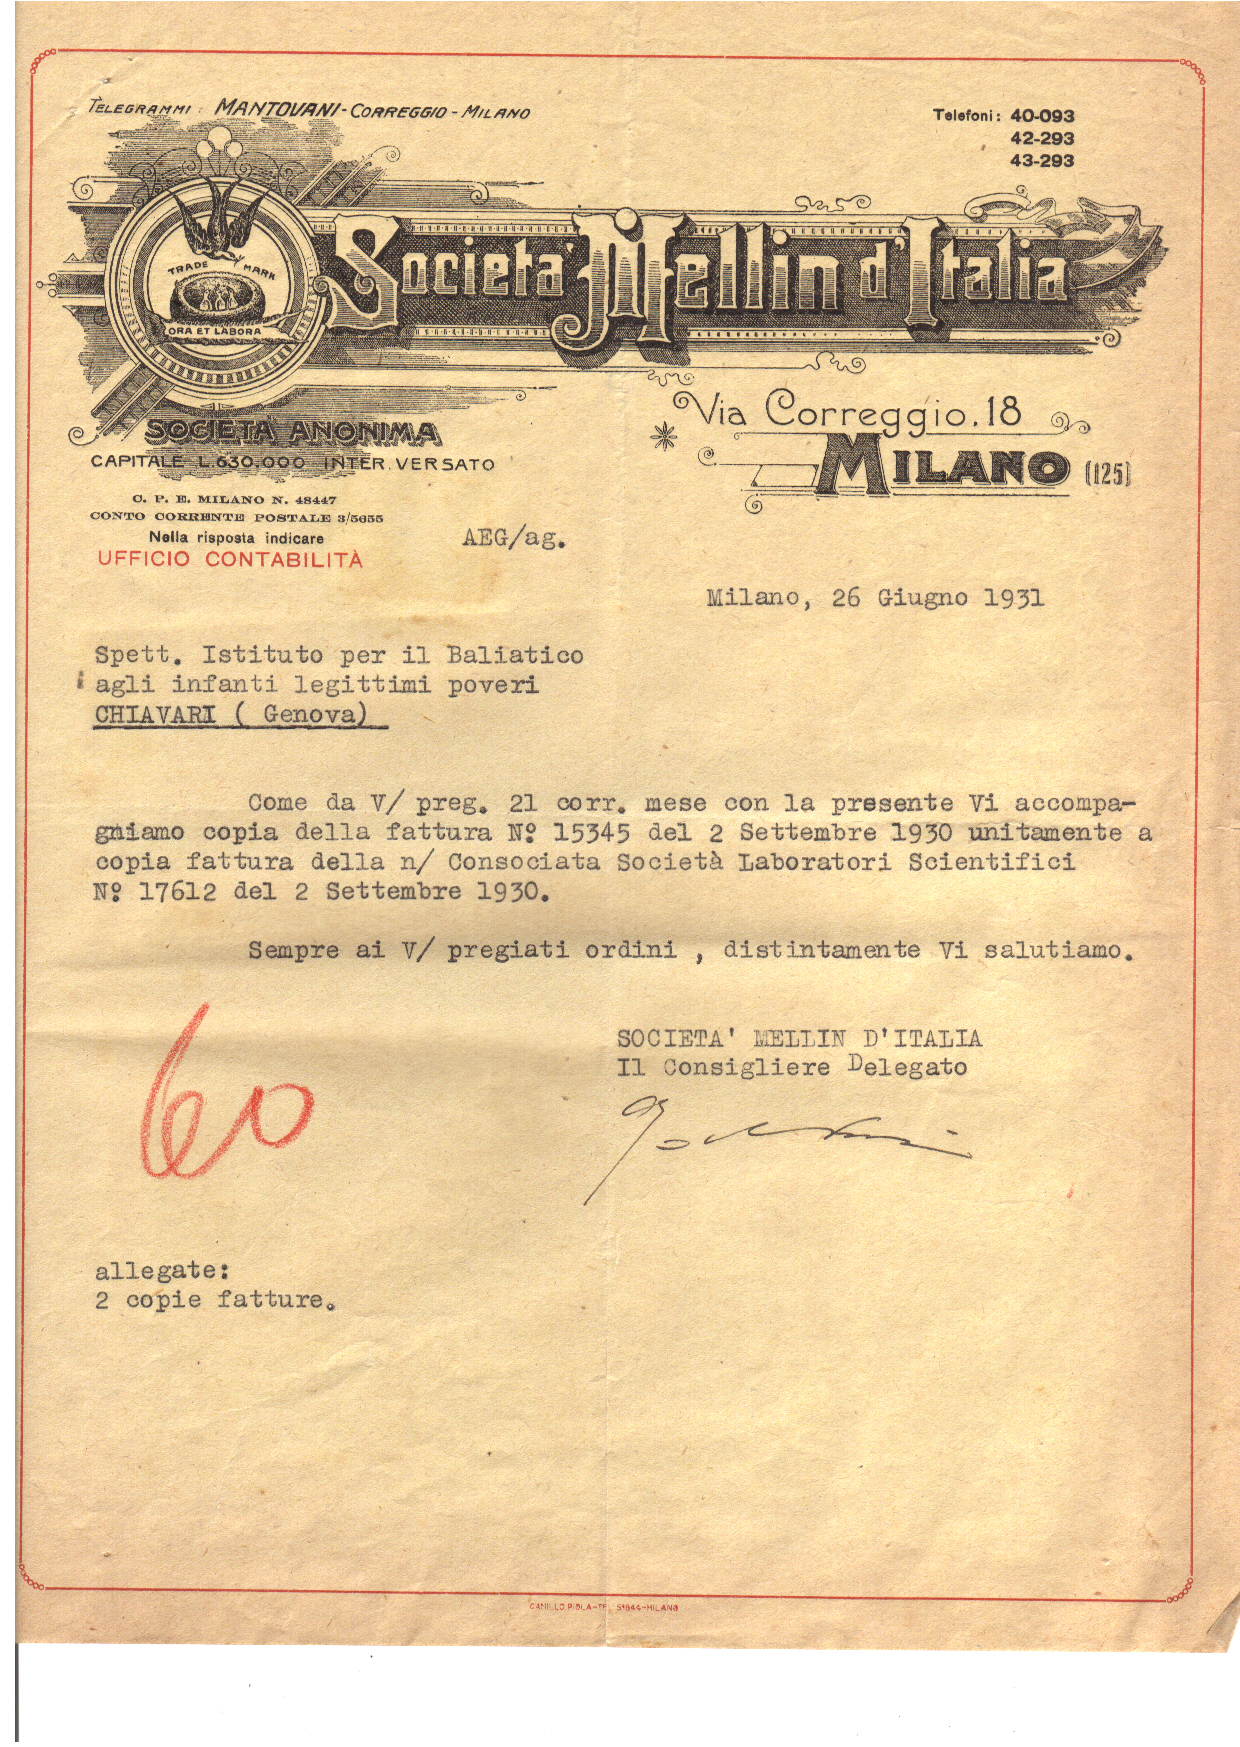 TELEGRAMMI: MANTOVANI-CORREGGIO-MILANO
Telefoni: 40-093
42-293
43-293
TRADE MARK
ORA ET LABORA
Società Mellin d'Italia
Via Correggio. 18
MILANO (125)
SOCIETÀ ANONIMA
CAPITALE L. 630.000 INTER. VERSATO
C. P. E. MILANO N. 48447
CONTO CORRENTE POSTALE 3/5655
Nella risposta indicare
UFFICIO CONTABILITÀ
AEG/ag.
Milano, 26 Giugno 1931
Spett. Istituto per il Baliatico
agli infanti legittimi poveri
CHIAVARI ( Genova)
Come da V/ preg. 21 corr. mese con la presente Vi accompa-
gniamo copia della fattura Nº 15345 del 2 Settembre 1930 unitamente a
copia fattura della n/ Consociata Società Laboratori Scientifici
Nº 17612 del 2 Settembre 1930.
Sempre ai V/ pregiati ordini , distintamente Vi salutiamo.
SOCIETA' MELLIN D'ITALIA
Il Consigliere Delegato
60
allegate:
2 copie fatture.